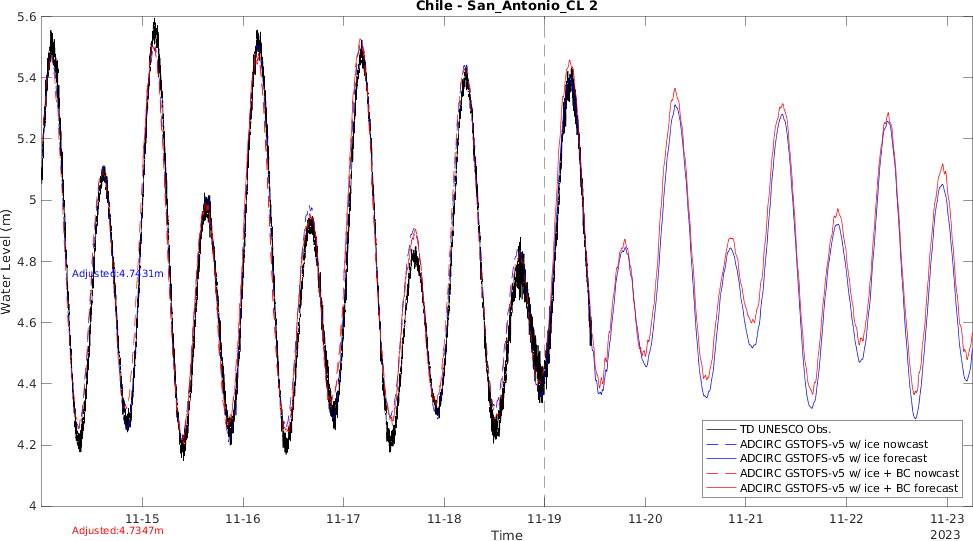 Chile - San_Antonio_CL 2
Water Level (m)
5.6
5.4
5.2
5
4.8
4.6
4.4
4.2
4
Adjusted:4.7431m
TD UNESCO Obs.
ADCIRC GSTOFS-v5 w/ ice nowcast
ADCIRC GSTOFS-v5 w/ ice forecast
ADCIRC GSTOFS-v5 w/ ice + BC nowcast
ADCIRC GSTOFS-v5 w/ ice + BC forecast
11-15 11-16 11-17 11-18 11-19 11-20 11-21 11-22 11-23
Adjusted:4.7347m
Time
2023